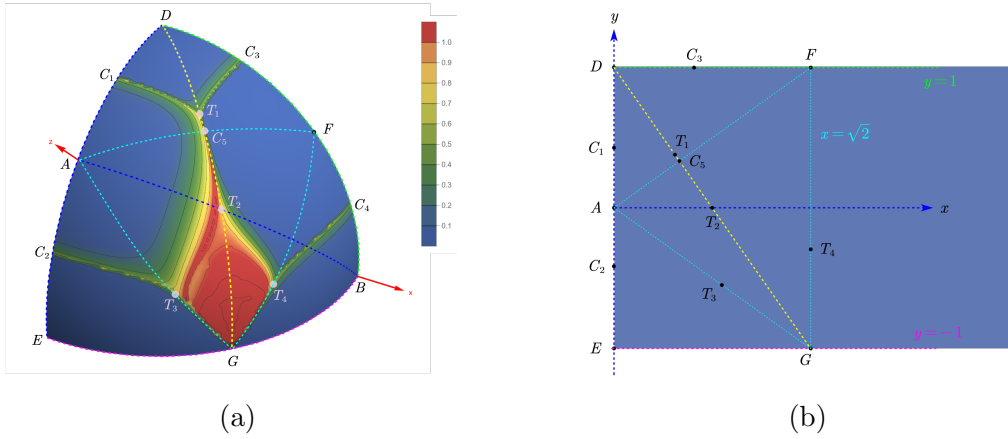 D
C₁
C₃
1.0
0.9
0.8
0.7
0.6
0.5
0.4
0.3
0.2
0.1
T₁
C₅
F
z
A
T₂
C₄
C₂
B
x
T₃
T₄
E
G
(a)
y
D
C₃
F
y=1
x=√2
C₁
T₁
C₅
A
T₂
x
C₂
T₄
T₃
y=−1
E
G
(b)